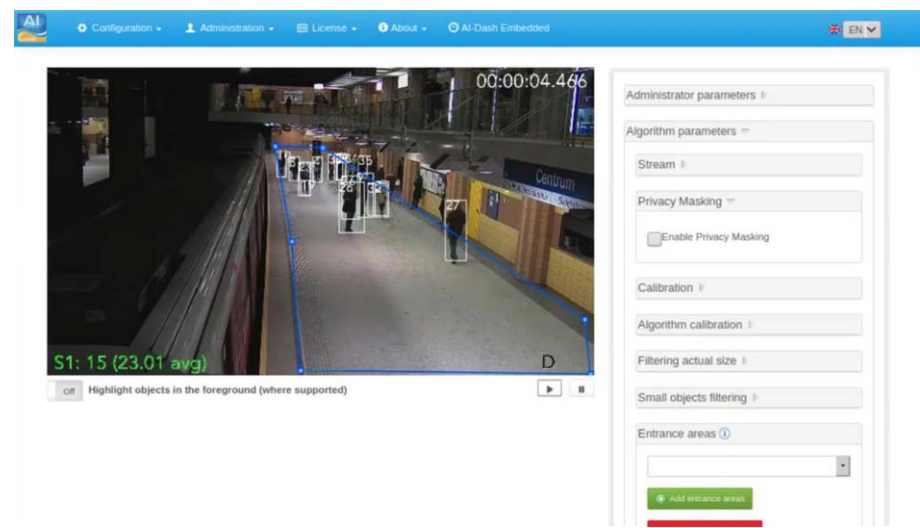 AI
Configuration
Administration
License
About
AI-Dash Embedded
EN
00:00:04.466
Administrator parameters
Algorithm parameters
Stream
Privacy Masking
Enable Privacy Masking
Calibration
Algorithm calibration
Filtering actual size
Small objects filtering
Entrance areas
Add entrance areas
35
27
Centrum
S1: 15 (23.01 avg)
D
Off
Highlight objects in the foreground (where supported)